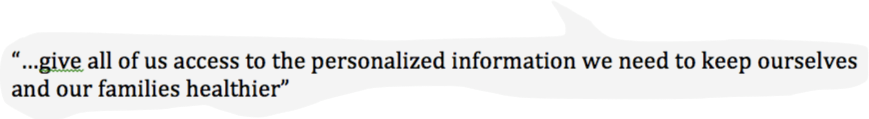 “…give all of us access to the personalized information we need to keep ourselves
and our families healthier”